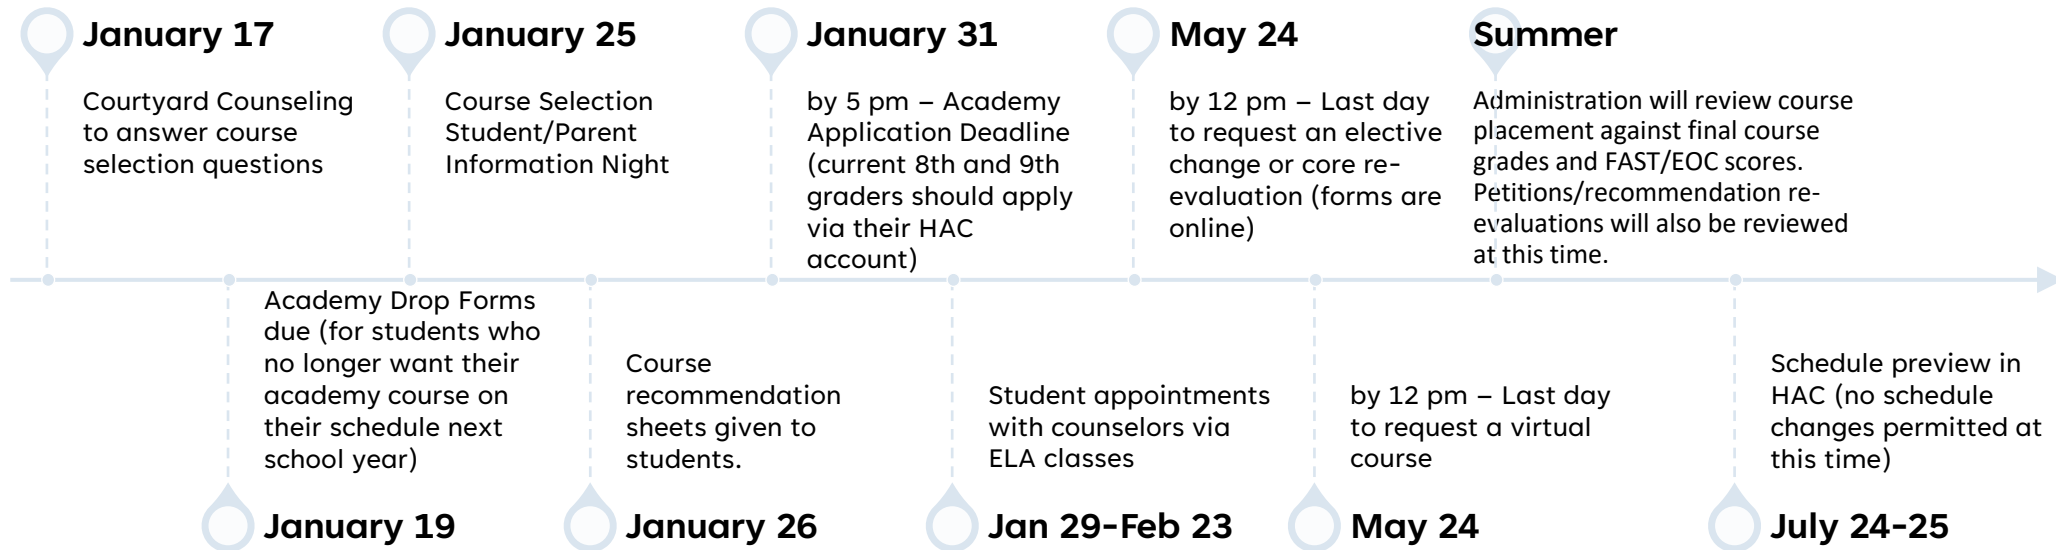 January 17
Courtyard Counseling
to answer course
selection questions
January 25
Course Selection
Student/Parent
Information Night
January 31
by 5 pm – Academy
Application Deadline
(current 8th and 9th
graders should apply
via their HAC
account)
May 24
by 12 pm – Last day
to request an elective
change or core re-
evaluation (forms are
online)
Summer
Administration will review course
placement against final course
grades and FAST/EOC scores.
Petitions/recommendation re-
evaluations will also be reviewed
at this time.
Academy Drop Forms
due (for students who
no longer want their
academy course on
their schedule next
school year)
January 19
Course
recommendation
sheets given to
students.
January 26
Student appointments
with counselors via
ELA classes
Jan 29-Feb 23
by 12 pm – Last day
to request a virtual
course
May 24
Schedule preview in
HAC (no schedule
changes permitted at
this time)
July 24-25